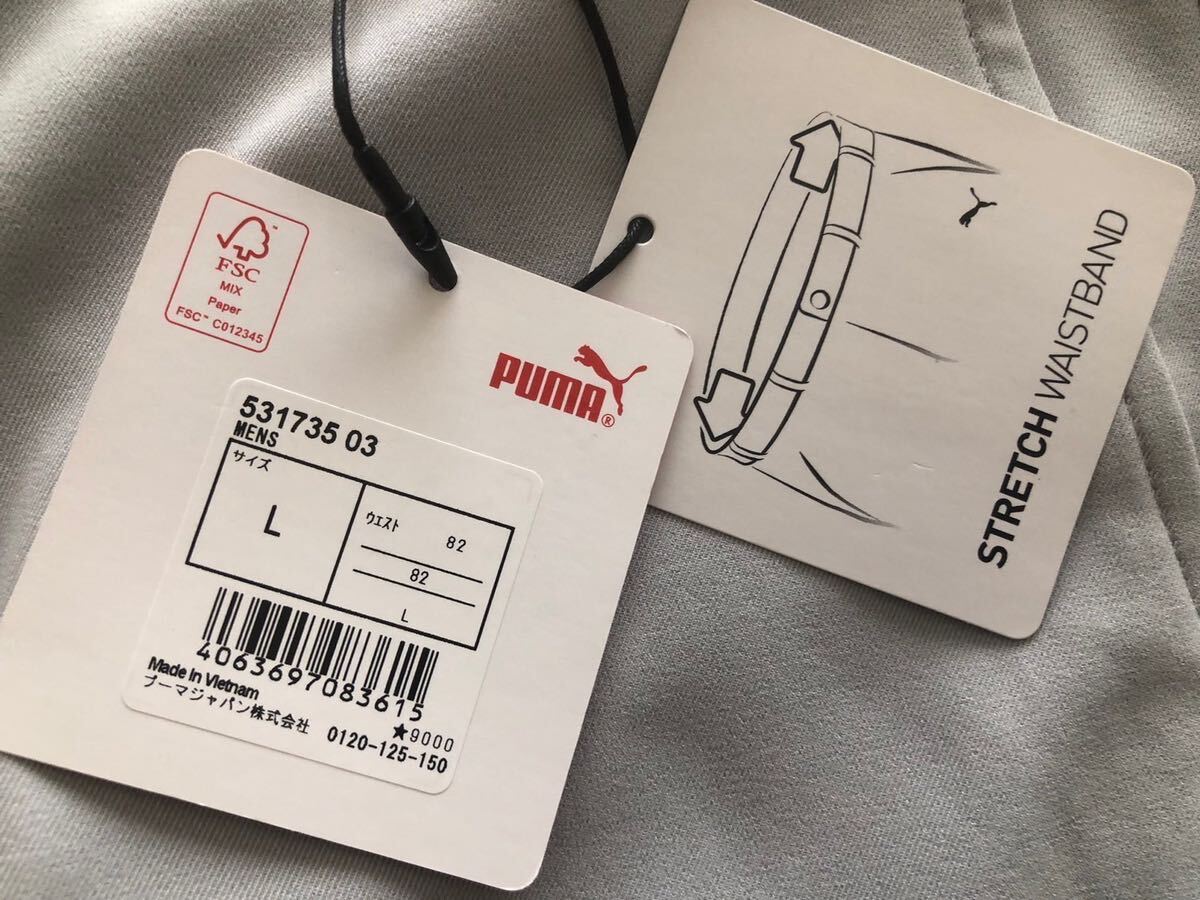 FSC™
MIX
Paper
FSC™ C012345
PUMA®
531735 03
MENS
サイズ
L
ウエスト
82
82
L
4063697083615
Made in Vietnam
プーマジャパン株式会社
★9000
0120-125-150
STRETCH WAISTBAND